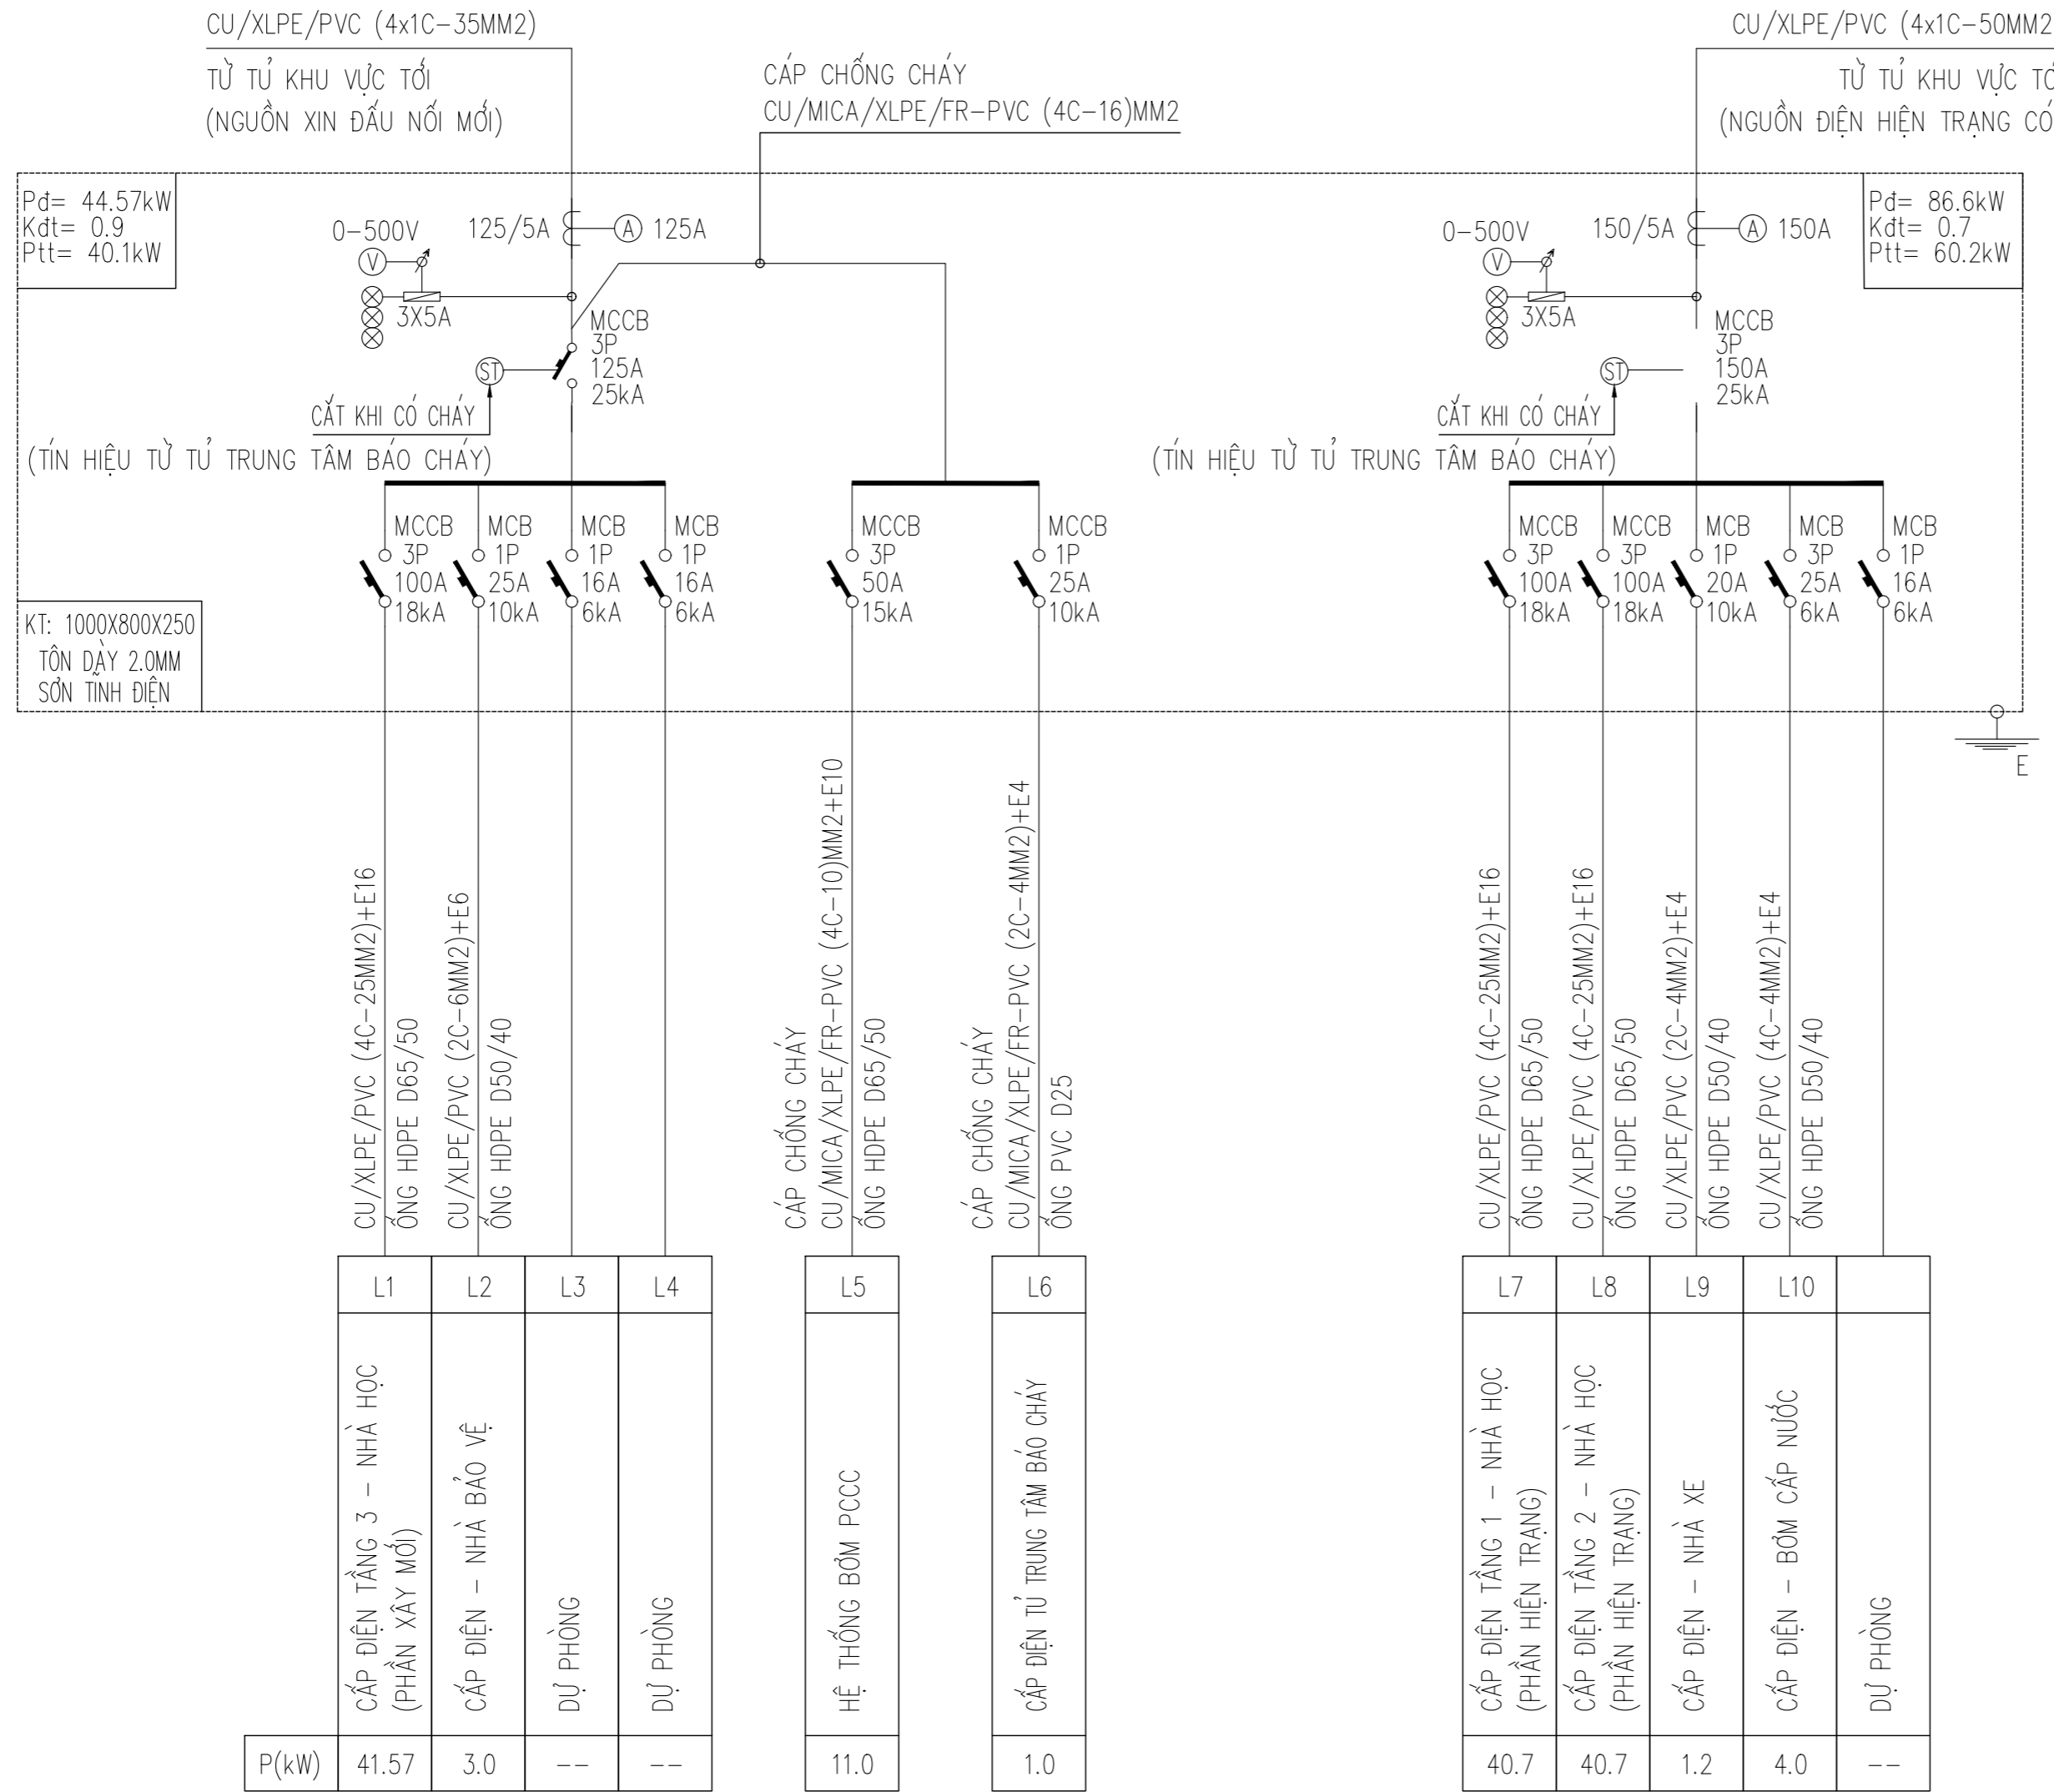 CU/XLPE/PVC (4x1C-35MM2)
TỪ TỦ KHU VỰC TỚI
(NGUỒN XIN ĐẤU NỐI MỚI)
CÁP CHỐNG CHÁY
CU/MICA/XLPE/FR-PVC (4C-16)MM2
CU/XLPE/PVC (4x1C-50MM2
TỪ TỦ KHU VỰC TỚ
(NGUỒN ĐIỆN HIỆN TRẠNG CÓ
Pđ= 44.57kW
Kđt= 0.9
Ptt= 40.1kW
0-500V
125/5A
A
125A
V
3X5A
MCCB
3P
125A
25kA
ST
CẮT KHI CÓ CHÁY
(TÍN HIỆU TỪ TỦ TRUNG TÂM BÁO CHÁY)
0-500V
150/5A
A
150A
V
3X5A
MCCB
3P
150A
25kA
ST
CẮT KHI CÓ CHÁY
(TÍN HIỆU TỪ TỦ TRUNG TÂM BÁO CHÁY)
Pđ= 86.6kW
Kđt= 0.7
Ptt= 60.2kW
MCCB
3P
100A
18kA
MCB
1P
25A
10kA
MCB
1P
16A
6kA
MCB
1P
16A
6kA
MCCB
3P
50A
15kA
MCCB
1P
25A
10kA
MCCB
3P
100A
18kA
MCCB
3P
100A
18kA
MCB
1P
20A
10kA
MCB
3P
25A
6kA
MCB
1P
16A
6kA
KT: 1000X800X250
TÔN DÀY 2.0MM
SƠN TĨNH ĐIỆN
E
CU/XLPE/PVC (4C-25MM2)+E16
ỐNG HDPE D65/50
CU/XLPE/PVC (2C-6MM2)+E6
ỐNG HDPE D50/40
CÁP CHỐNG CHÁY
CU/MICA/XLPE/FR-PVC (4C-10)MM2+E10
ỐNG HDPE D65/50
CÁP CHỐNG CHÁY
CU/MICA/XLPE/FR-PVC (2C-4MM2)+E4
ỐNG PVC D25
CU/XLPE/PVC (4C-25MM2)+E16
ỐNG HDPE D65/50
CU/XLPE/PVC (4C-25MM2)+E16
ỐNG HDPE D65/50
CU/XLPE/PVC (2C-4MM2)+E4
ỐNG HDPE D50/40
CU/XLPE/PVC (4C-4MM2)+E4
ỐNG HDPE D50/40
L1
L2
L3
L4
L5
L6
L7
L8
L9
L10
CẤP ĐIỆN TẦNG 3 - NHÀ HỌC
(PHẦN XÂY MỚI)
CẤP ĐIỆN - NHÀ BẢO VỆ
DỰ PHÒNG
DỰ PHÒNG
HỆ THỐNG BƠM PCCC
CẤP ĐIỆN TỦ TRUNG TÂM BÁO CHÁY
CẤP ĐIỆN TẦNG 1 - NHÀ HỌC
(PHẦN HIỆN TRẠNG)
CẤP ĐIỆN TẦNG 2 - NHÀ HỌC
(PHẦN HIỆN TRẠNG)
CẤP ĐIỆN - NHÀ XE
CẤP ĐIỆN - BƠM CẤP NƯỚC
DỰ PHÒNG
P(kW)
41.57
3.0
--
--
11.0
1.0
40.7
40.7
1.2
4.0
--